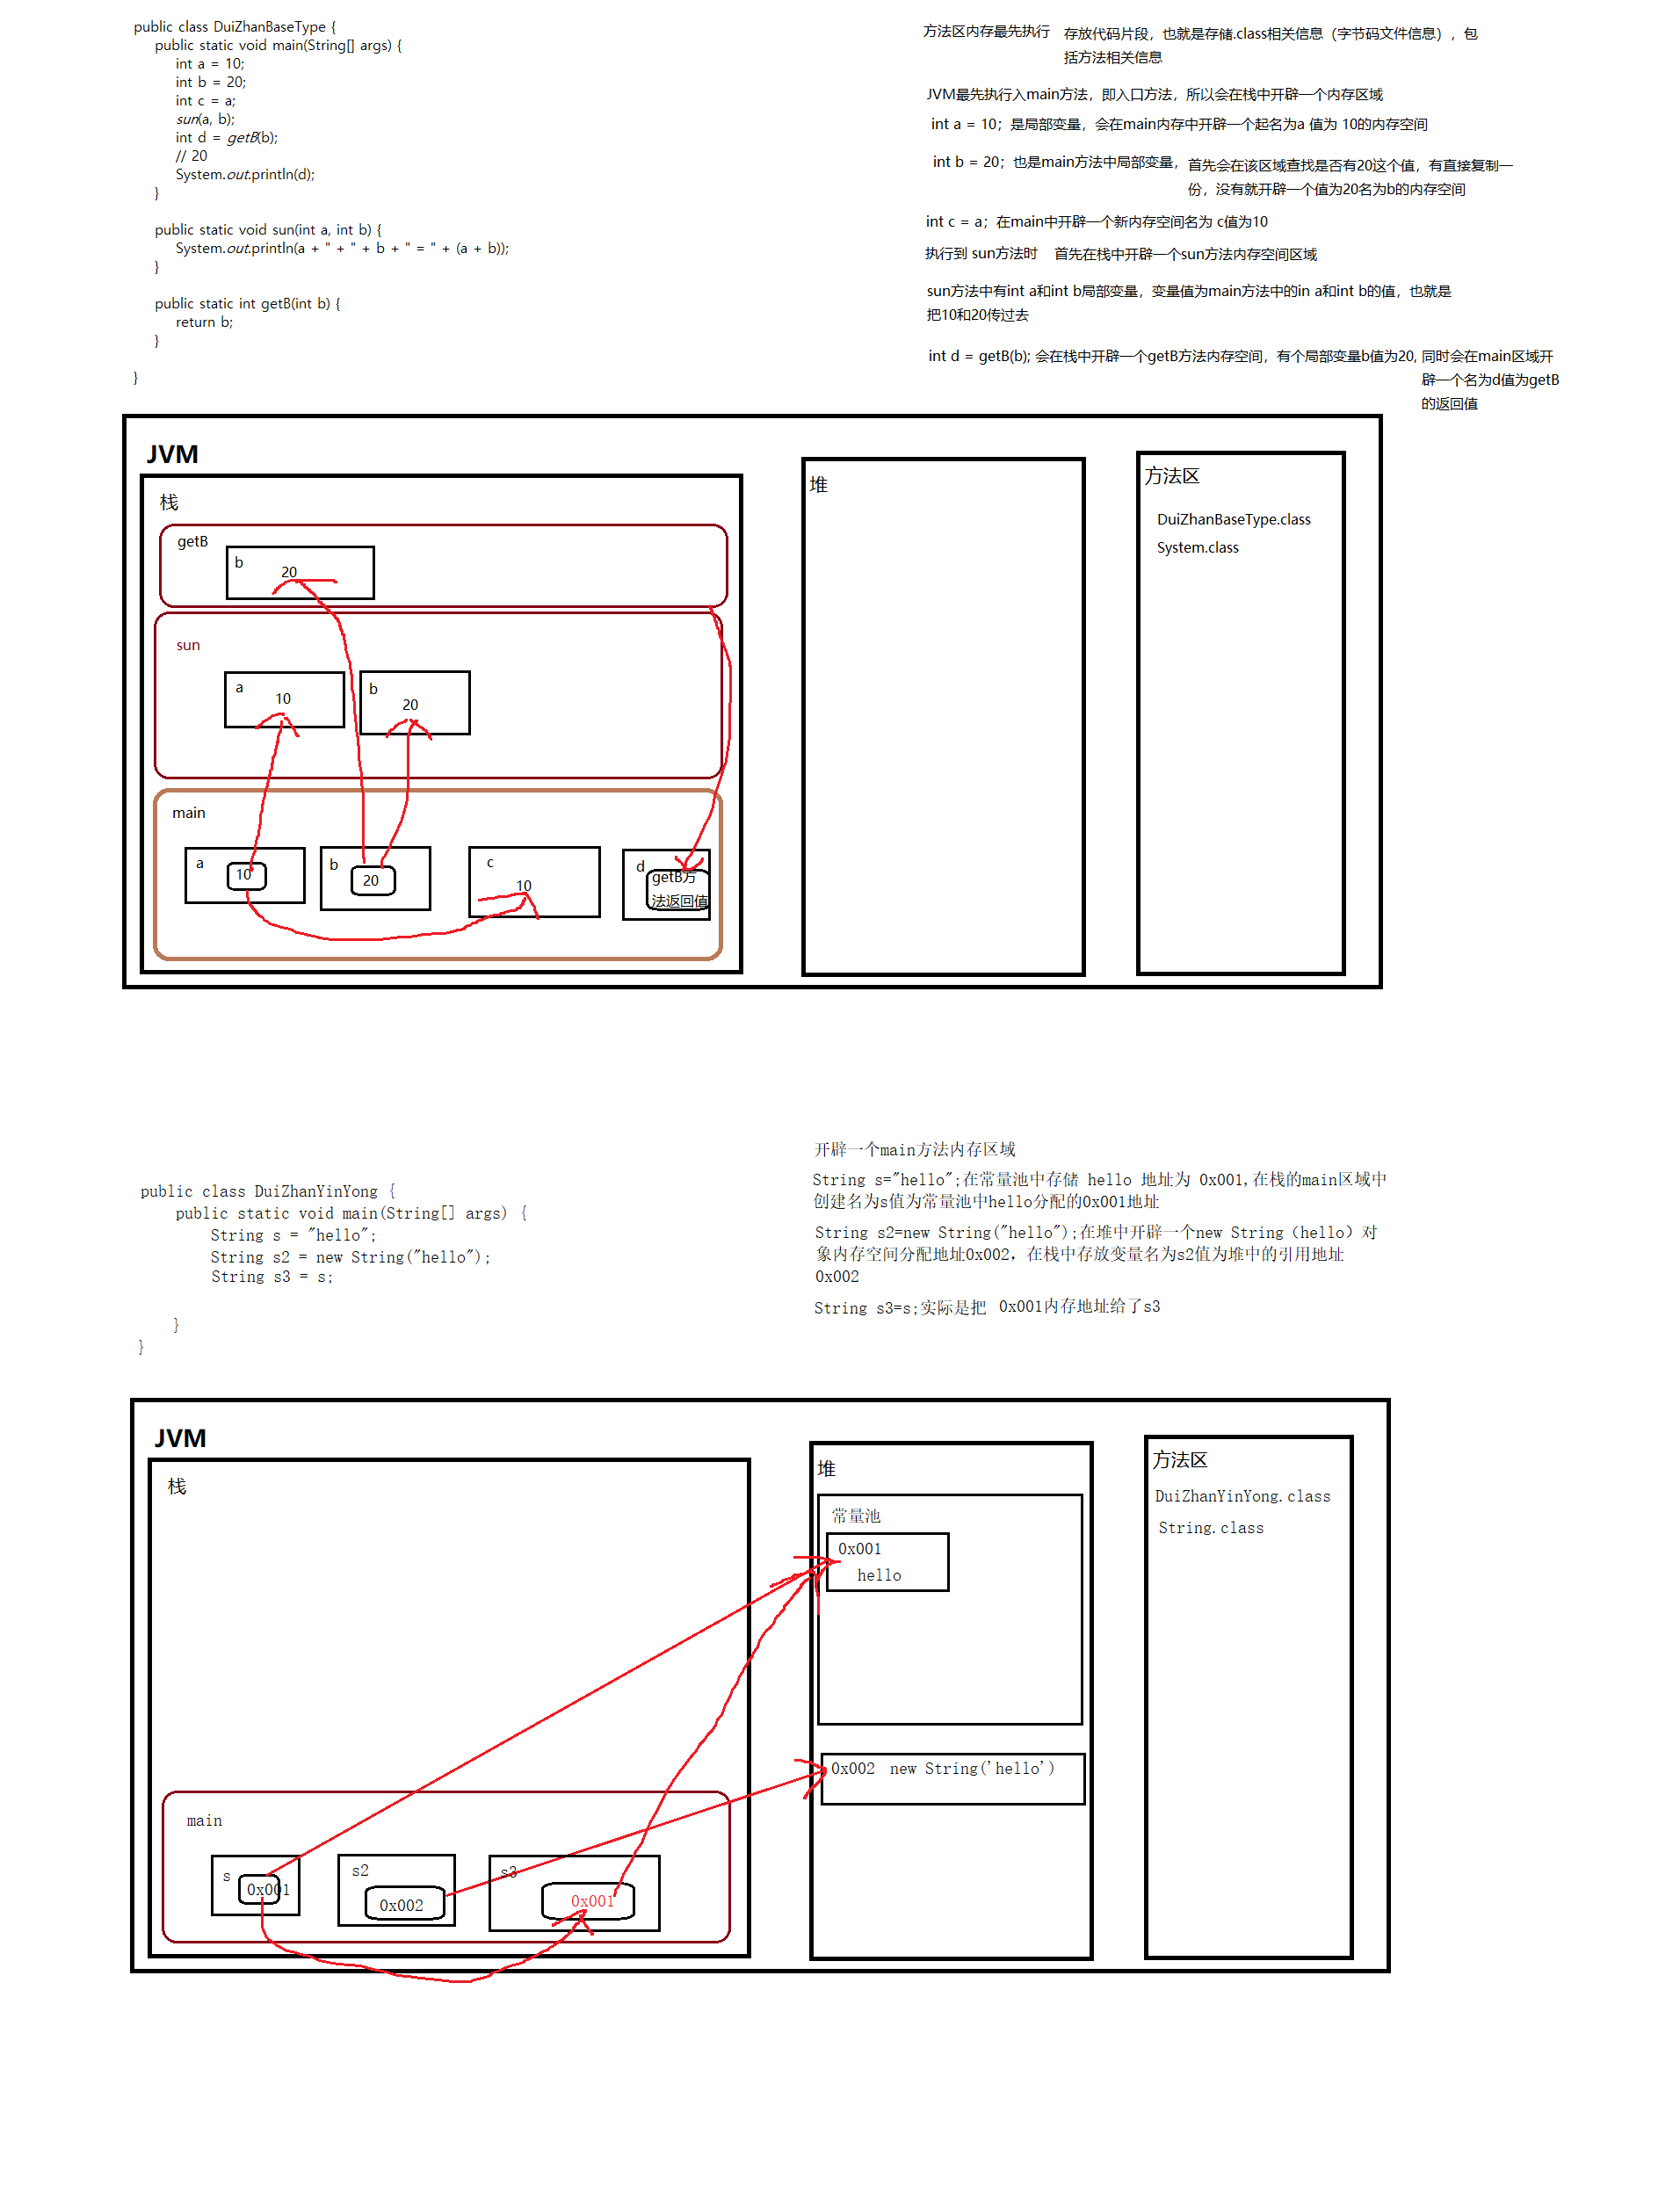 public class DuiZhanBaseType {
public static void main(String[] args) {
int a = 10;
int b = 20;
int c = a;
sun(a, b);
int d = getB(b);
// 20
System.out.println(d);
}
public static void sun(int a, int b) {
System.out.println(a + " + " + b + " = " + (a + b));
}
public static int getB(int b) {
return b;
}
}
方法区内存最先执行
存放代码片段，也就是存储.class相关信息（字节码文件信息），包
括方法相关信息
JVM最先执行入main方法，即入口方法，所以会在栈中开辟一个内存区域
int a = 10；是局部变量，会在main内存中开辟一个起名为a 值为 10的内存空间
int b = 20；也是main方法中局部变量，
首先会在该区域查找是否有20这个值，有直接复制一
份，没有就开辟一个值为20名为b的内存空间
int c = a；在main中开辟一个新内存空间名为 c值为10
执行到 sun方法时
首先在栈中开辟一个sun方法内存空间区域
sun方法中有int a和int b局部变量，变量值为main方法中的in a和int b的值，也就是
把10和20传过去
int d = getB(b); 会在栈中开辟一个getB方法内存空间，有个局部变量b值为20,
同时会在main区域开
辟一个名为d值为getB
的返回值
JVM
栈
getB
b
20
sun
a
10
b
20
main
a
10
b
20
c
10
d
getB方
法返回值
堆
方法区
DuiZhanBaseType.class
System.class
public class DuiZhanYinYong {
public static void main(String[] args) {
String s = "hello";
String s2 = new String("hello");
String s3 = s;
}
}
开辟一个main方法内存区域
String s="hello";在常量池中存储 hello 地址为 0x001,在栈的main区域中
创建名为s值为常量池中hello分配的0x001地址
String s2=new String("hello");在堆中开辟一个new String（hello）对
象内存空间分配地址0x002，在栈中存放变量名为s2值为堆中的引用地址
0x002
String s3=s;实际是把
0x001内存地址给了s3
JVM
栈
main
s
0x001
s2
0x002
s3
0x001
堆
常量池
0x001
hello
0x002
new String('hello')
方法区
DuiZhanYinYong.class
String.class